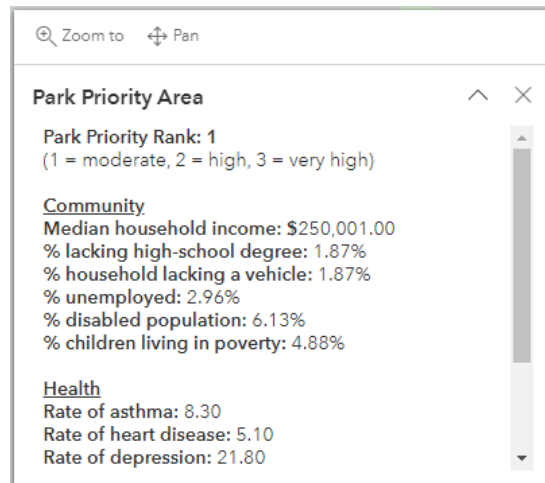 Zoom to Pan
Park Priority Area
Park Priority Rank: 1
(1 = moderate, 2 = high, 3 = very high)
Community
Median household income: $250,001.00
% lacking high-school degree: 1.87%
% household lacking a vehicle: 1.87%
% unemployed: 2.96%
% disabled population: 6.13%
% children living in poverty: 4.88%
Health
Rate of asthma: 8.30
Rate of heart disease: 5.10
Rate of depression: 21.80